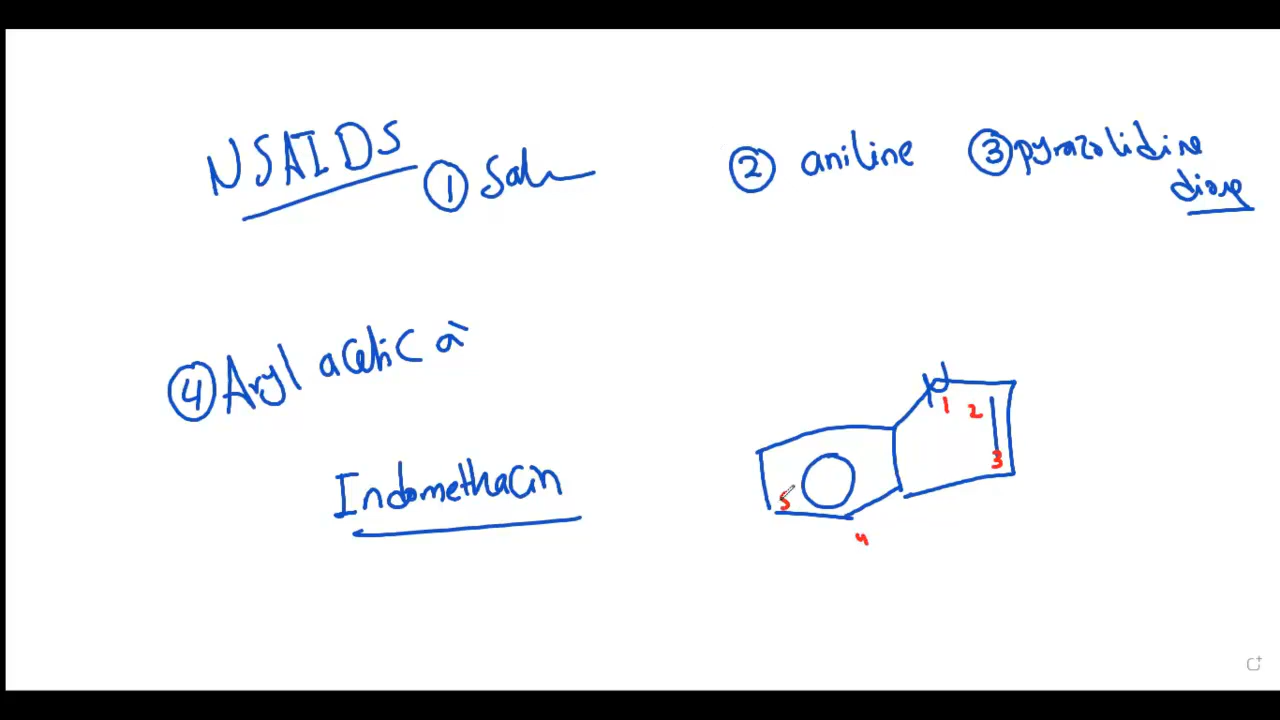 NSAIDS ① Sal
② aniline ③ pyrazolidine
dione
④ Aryl acetic a
Indomethacin
N
1 2
3
5
4